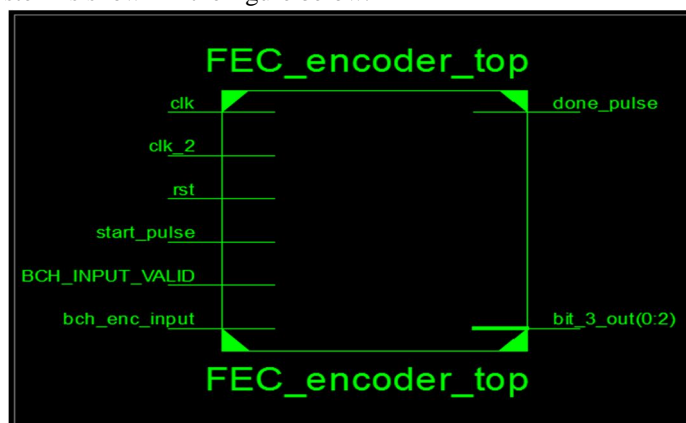 FEC_encoder_top
clk
done_pulse
clk_2
rst
start_pulse
BCH_INPUT_VALID
bch_enc_input
bit_3_out(0:2)
FEC_encoder_top